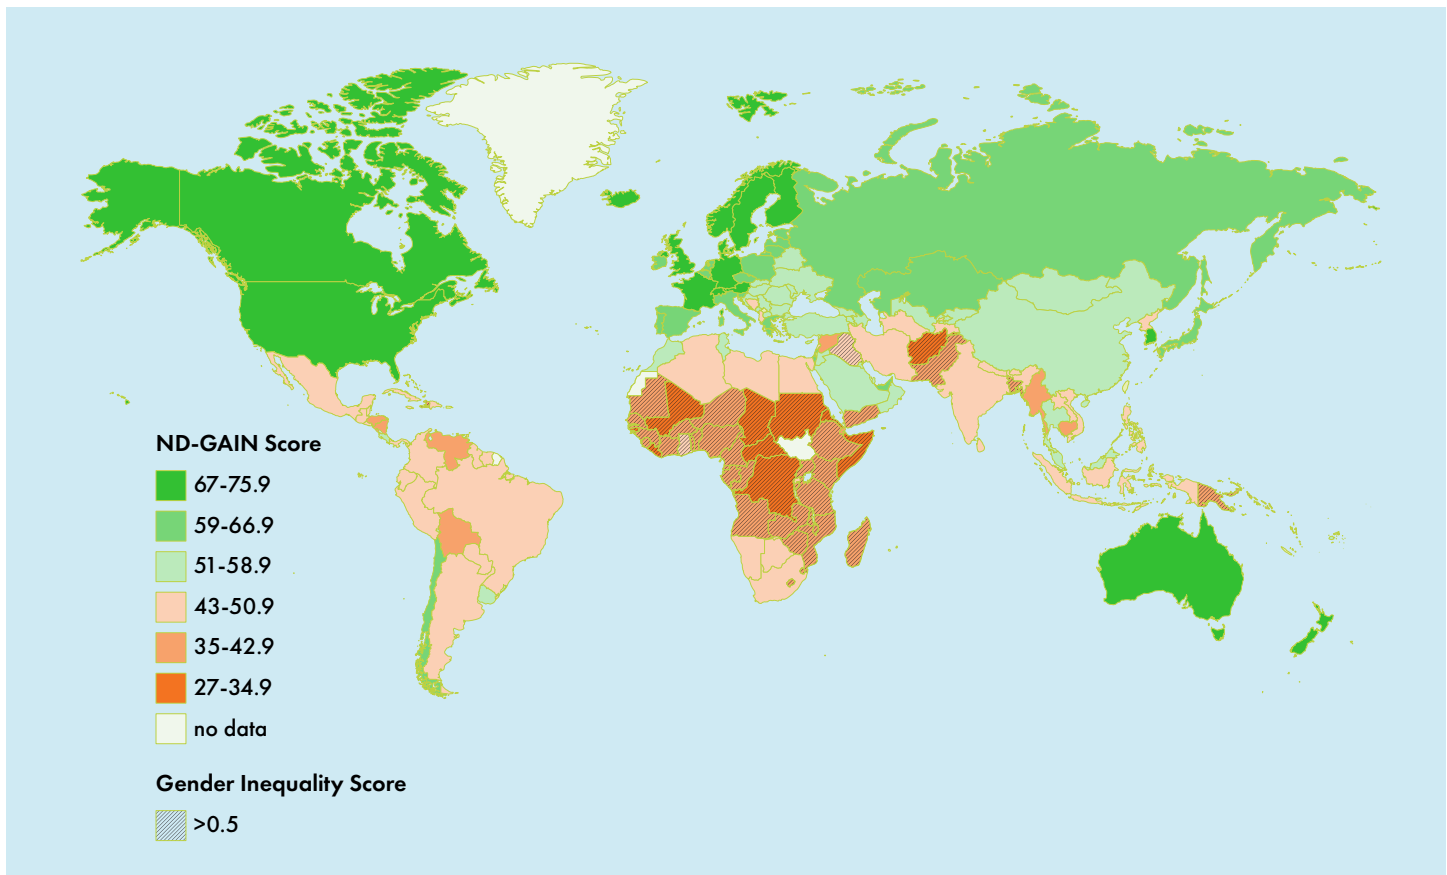 ND-GAIN Score
67-75.9
59-66.9
51-58.9
43-50.9
35-42.9
27-34.9
no data
Gender Inequality Score
>0.5